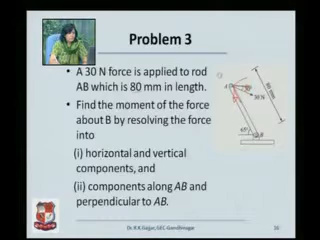 Problem 3
• A 30 N force is applied to rod
AB which is 80 mm in length.
• Find the moment of the force
about B by resolving the force
into
(i) horizontal and vertical
components, and
(ii) components along AB and
perpendicular to AB.
A
30 N
80 mm
B
Dr. R.K.Gajjar, GEC-Gandhinagar